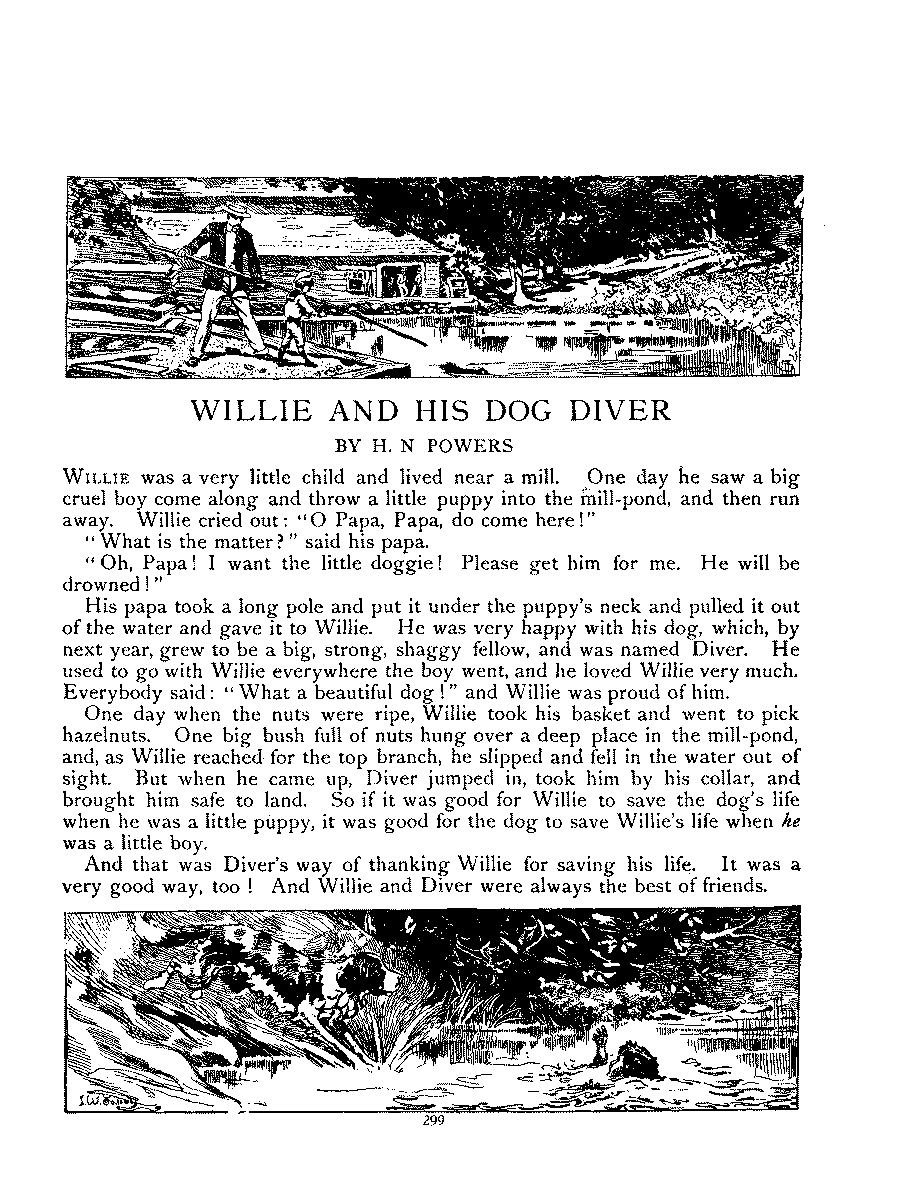 WILLIE AND HIS DOG DIVER
BY H. N POWERS
WILLIE was a very little child and lived near a mill. One day he saw a big
cruel boy come along and throw a little puppy into the mill-pond, and then run
away. Willie cried out: "O Papa, Papa, do come here!"
"What is the matter?" said his papa.
"Oh, Papa! I want the little doggie! Please get him for me. He will be
drowned!"
His papa took a long pole and put it under the puppy's neck and pulled it out
of the water and gave it to Willie. He was very happy with his dog, which, by
next year, grew to be a big, strong, shaggy fellow, and was named Diver. He
used to go with Willie everywhere the boy went, and he loved Willie very much.
Everybody said: "What a beautiful dog!" and Willie was proud of him.
One day when the nuts were ripe, Willie took his basket and went to pick
hazelnuts. One big bush full of nuts hung over a deep place in the mill-pond,
and, as Willie reached for the top branch, he slipped and fell in the water out of
sight. But when he came up, Diver jumped in, took him by his collar, and
brought him safe to land. So if it was good for Willie to save the dog's life
when he was a little puppy, it was good for the dog to save Willie's life when he
was a little boy.
And that was Diver's way of thanking Willie for saving his life. It was a
very good way, too! And Willie and Diver were always the best of friends.
299